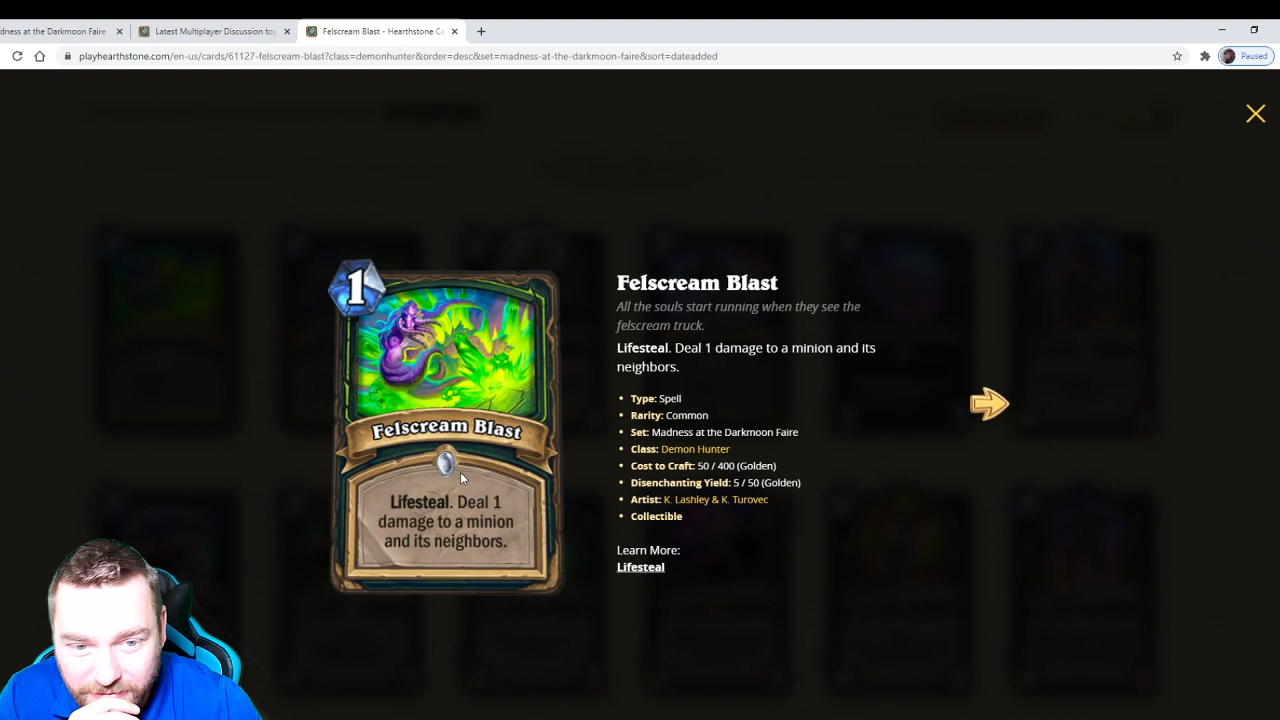 dness at the Darkmoon Faire
Latest Multiplayer Discussion top
Felscream Blast - Hearthstone Ca
playhearthstone.com/en-us/cards/61127-felscream-blast?class=demonhunter&order=desc&set=madness-at-the-darkmoon-faire&sort=dateadded
Paused
1
Felscream Blast
Lifesteal. Deal 1
damage to a minion
and its neighbors.
Felscream Blast
All the souls start running when they see the
felscream truck.
Lifesteal. Deal 1 damage to a minion and its
neighbors.
• Type: Spell
• Rarity: Common
• Set: Madness at the Darkmoon Faire
• Class: Demon Hunter
• Cost to Craft: 50 / 400 (Golden)
• Disenchanting Yield: 5 / 50 (Golden)
• Artist: K. Lashley & K. Turovec
• Collectible
Learn More:
Lifesteal